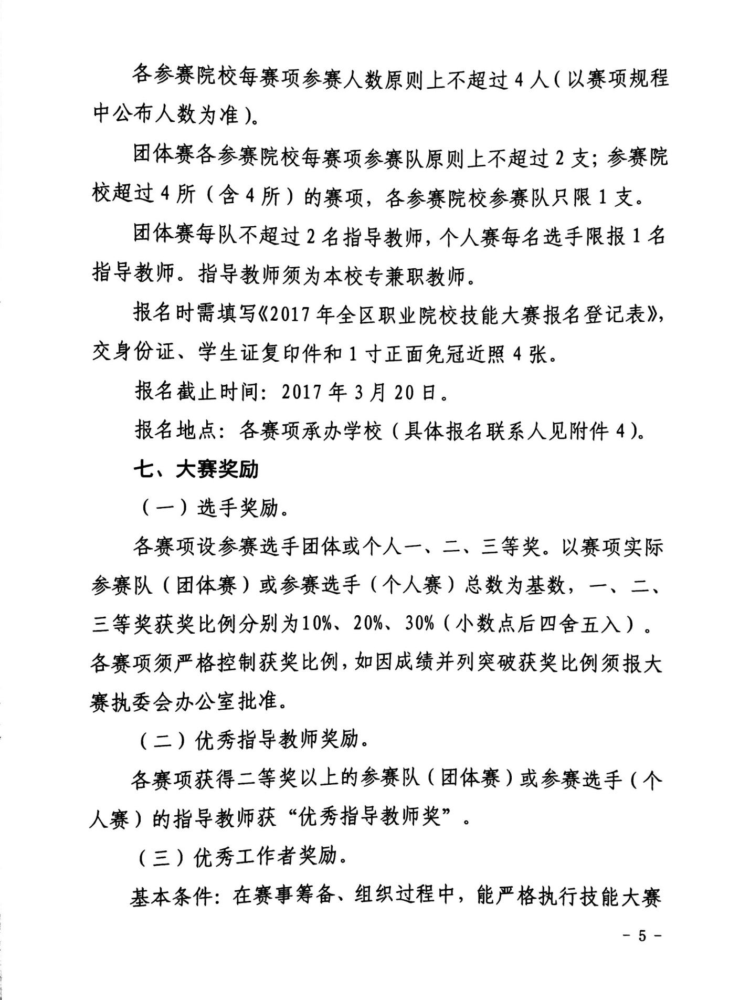 各参赛院校每赛项参赛人数原则上不超过 4 人（以赛项规程
中公布人数为准）。
团体赛各参赛院校每赛项参赛队原则上不超过 2 支；参赛院
校超过 4 所（含 4 所）的赛项，各参赛院校参赛队只限 1 支。
团体赛每队不超过 2 名指导教师，个人赛每名选手限报 1 名
指导教师。指导教师须为本校专兼职教师。
报名时需填写《2017 年全区职业院校技能大赛报名登记表》，
交身份证、学生证复印件和 1 寸正面免冠近照 4 张。
报名截止时间：2017 年 3 月 20 日。
报名地点：各赛项承办学校（具体报名联系人见附件 4）。
七、大赛奖励
（一）选手奖励。
各赛项设参赛选手团体或个人一、二、三等奖。以赛项实际
参赛队（团体赛）或参赛选手（个人赛）总数为基数，一、二、
三等奖获奖比例分别为10%、20%、30%（小数点后四舍五入）。
各赛项须严格控制获奖比例，如因成绩并列突破获奖比例须报大
赛执委会办公室批准。
（二）优秀指导教师奖励。
各赛项获得二等奖以上的参赛队（团体赛）或参赛选手（个
人赛）的指导教师获“优秀指导教师奖”。
（三）优秀工作者奖励。
基本条件：在赛事筹备、组织过程中，能严格执行技能大赛
- 5 -